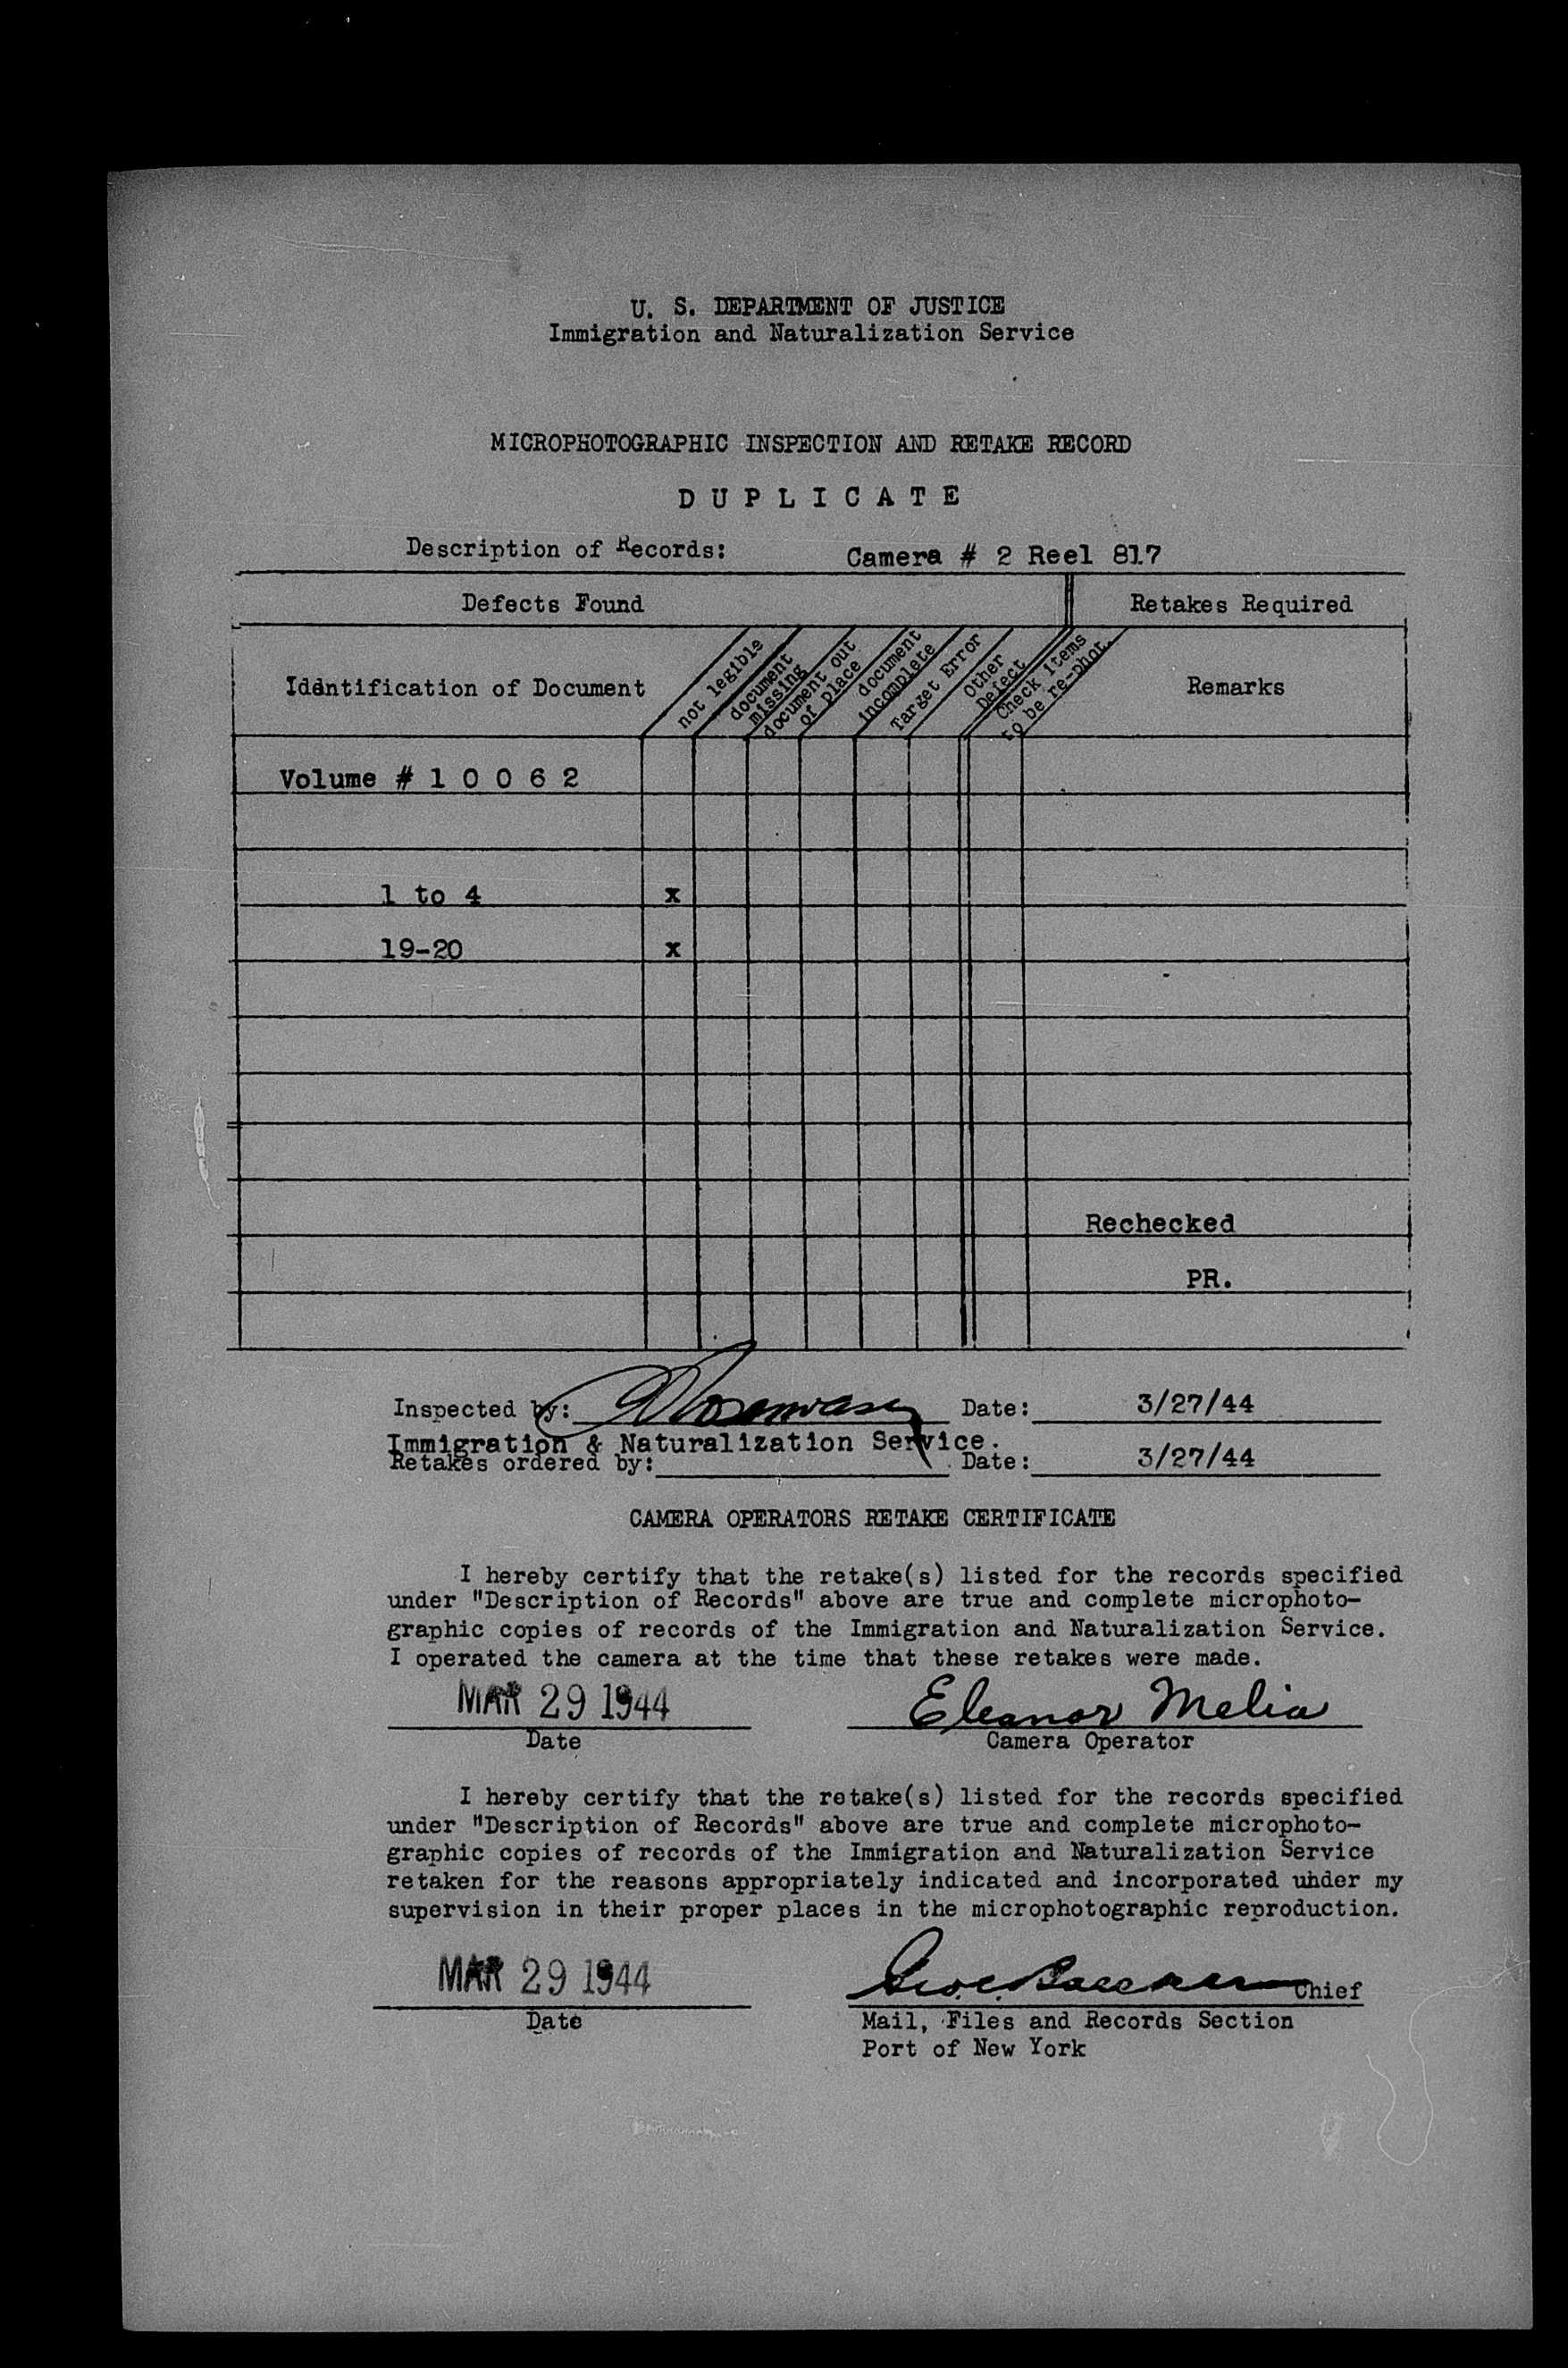 U. S. DEPARTMENT OF JUSTICE
Immigration and Naturalization Service
MICROPHOTOGRAPHIC INSPECTION AND RETAKE RECORD
D U P L I C A T E
Description of Records: Camera # 2 Reel 817
Defects Found Retakes Required
Identification of Document
not legible
document missing
document out of place
document incomplete
Target Error
Other Defect
Check items to be re-phot.
Remarks
Volume # 1 0 0 6 2
1 to 4 x
19-20 x
Rechecked
PR.
Inspected by: Date: 3/27/44
Immigration & Naturalization Service.
Retakes ordered by: Date: 3/27/44
CAMERA OPERATORS RETAKE CERTIFICATE
I hereby certify that the retake(s) listed for the records specified
under "Description of Records" above are true and complete microphoto-
graphic copies of records of the Immigration and Naturalization Service.
I operated the camera at the time that these retakes were made.
MAR 29 1944 Eleanor Melia
Date Camera Operator
I hereby certify that the retake(s) listed for the records specified
under "Description of Records" above are true and complete microphoto-
graphic copies of records of the Immigration and Naturalization Service
retaken for the reasons appropriately indicated and incorporated under my
supervision in their proper places in the microphotographic reproduction.
MAR 29 1944 Chief
Date Mail, Files and Records Section
Port of New York